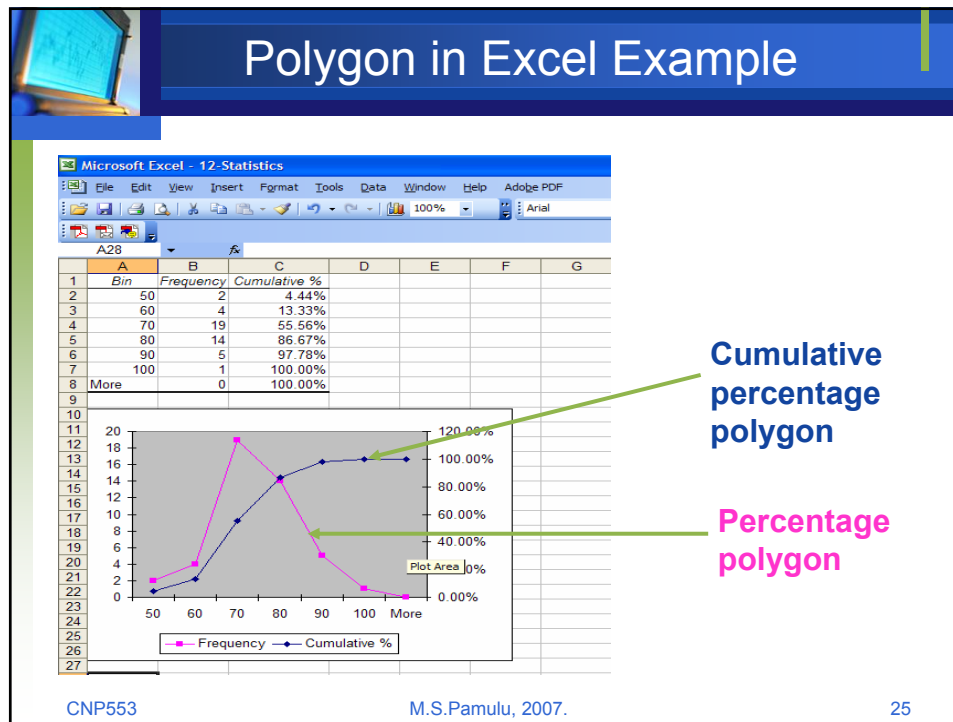 Polygon in Excel Example
Microsoft Excel - 12-Statistics
File Edit View Insert Format Tools Data Window Help Adobe PDF
100% Arial
A28 fx
A B C D E F G
1 Bin Frequency Cumulative %
2 50 2 4.44%
3 60 4 13.33%
4 70 19 55.56%
5 80 14 86.67%
6 90 5 97.78%
7 100 1 100.00%
8 More 0 100.00%
9
10
11
12
13
14
15
16
17
18
19
20
21
22
23
24
25
26
27
20 120.00%
18
16 100.00%
14 80.00%
12
10 60.00%
8
6 40.00%
4 Plot Area 0%
2
0 0.00%
50 60 70 80 90 100 More
Frequency Cumulative %
Cumulative
percentage
polygon
Percentage
polygon
CNP553 M.S.Pamulu, 2007. 25